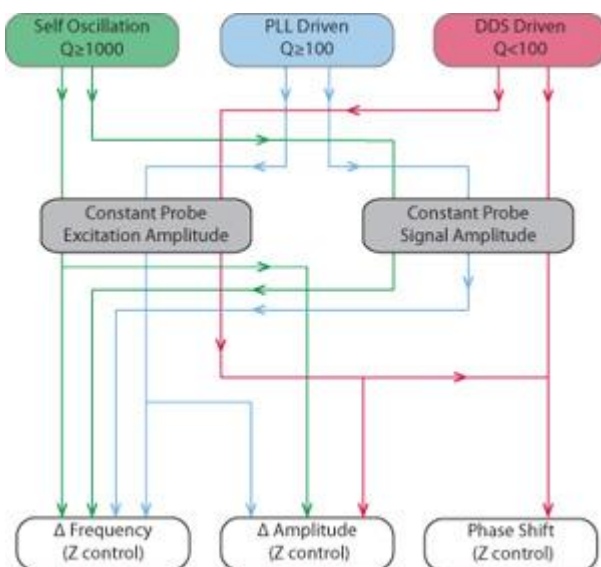 Self Oscillation
Q≥1000
PLL Driven
Q≥100
DDS Driven
Q<100
Constant Probe
Excitation Amplitude
Constant Probe
Signal Amplitude
Δ Frequency
(Z control)
Δ Amplitude
(Z control)
Phase Shift
(Z control)